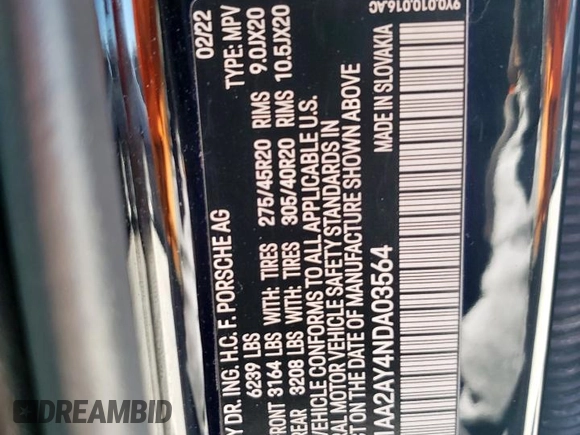 Y DR. ING. H.C. F. PORSCHE AG 02/22
6239 LBS TYPE: MPV
FRONT 3164 LBS WITH: TIRES 275/45R20 RIMS 9.0JX20
REAR 3208 LBS WITH: TIRES 305/40R20 RIMS 10.5JX20
VEHICLE CONFORMS TO ALL APPLICABLE U.S.
RAL MOTOR VEHICLE SAFETY STANDARDS IN
CT ON THE DATE OF MANUFACTURE SHOWN ABOVE
1AA2AY4NDA03564 MADE IN SLOVAKIA
9Y0.010.016.AC
DREAMBID